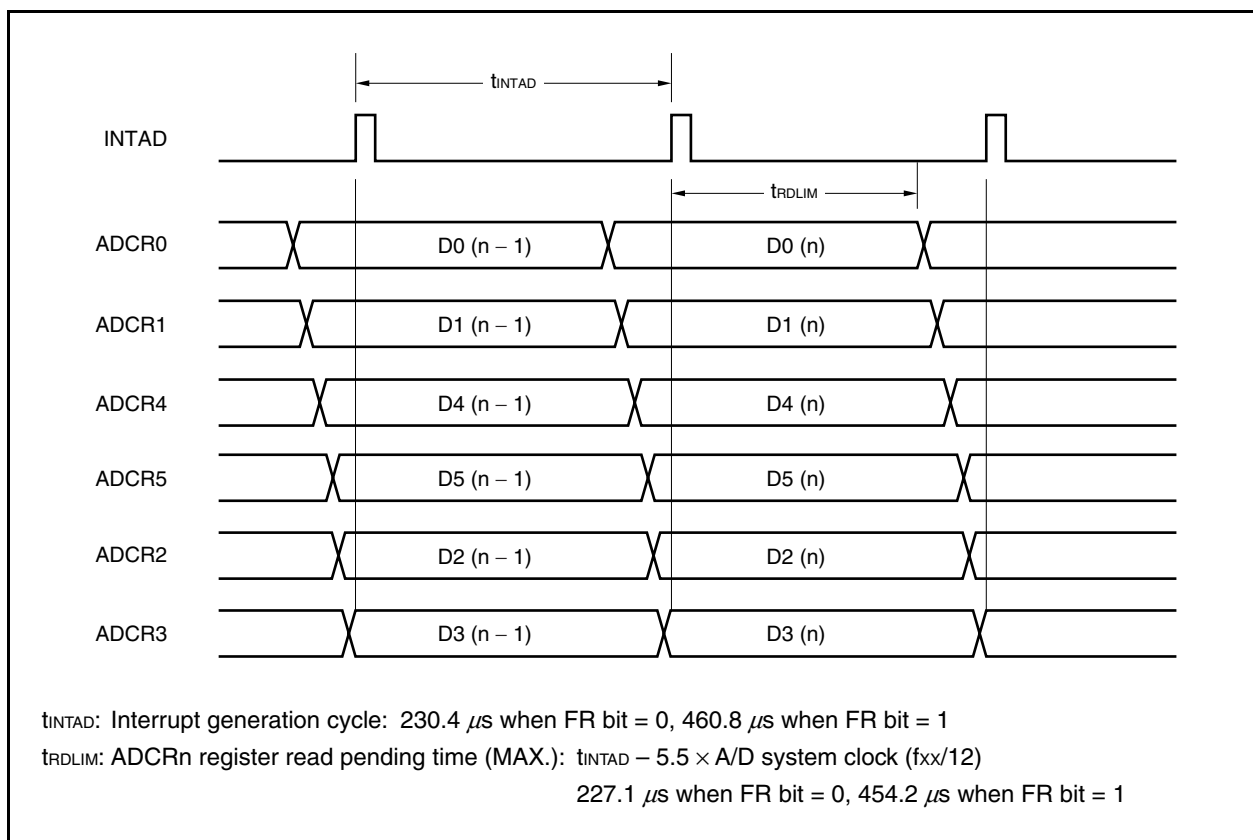 tINTAD
INTAD
tRDLIM
ADCR0 D0 (n – 1) D0 (n)
ADCR1 D1 (n – 1) D1 (n)
ADCR4 D4 (n – 1) D4 (n)
ADCR5 D5 (n – 1) D5 (n)
ADCR2 D2 (n – 1) D2 (n)
ADCR3 D3 (n – 1) D3 (n)
tINTAD: Interrupt generation cycle: 230.4 μs when FR bit = 0, 460.8 μs when FR bit = 1
tRDLIM: ADCRn register read pending time (MAX.): tINTAD – 5.5 × A/D system clock (fXX/12)
227.1 μs when FR bit = 0, 454.2 μs when FR bit = 1